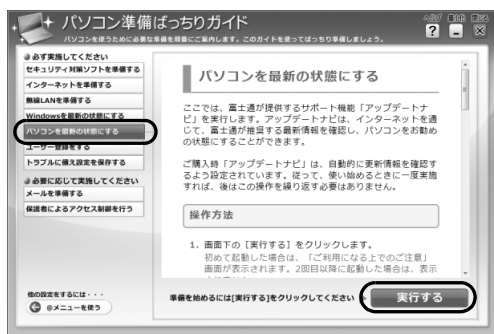 パソコン準備ばっちりガイド
パソコンを使うために必要な準備を順番にご案内します。このガイドを使ってばっちり準備しましょう。
ヘルプ 最小化 閉じる
必ず実施してください
セキュリティ対策ソフトを準備する
インターネットを準備する
無線LANを準備する
Windowsを最新の状態にする
パソコンを最新の状態にする
ユーザー登録をする
トラブルに備え設定を保存する
必要に応じて実施してください
メールを準備する
保護者によるアクセス制御を行う
他の設定をするには・・・
@メニューを使う
パソコンを最新の状態にする
ここでは、富士通が提供するサポート機能「アップデートナ
ビ」を実行します。アップデートナビは、インターネットを通
じて、富士通が推奨する最新情報を確認し、パソコンをお勧め
の状態にすることができます。
ご購入時「アップデートナビ」は、自動的に更新情報を確認す
るよう設定されています。従って、使い始めるときに一度実施
すれば、後はこの操作を繰り返す必要はありません。
操作方法
1. 画面下の［実行する］をクリックします。
初めて起動した場合は、「ご利用になる上でのご注意」
画面が表示されます。2回目以降に起動した場合は、表示
準備を始めるには[実行する]をクリックしてください
実行する